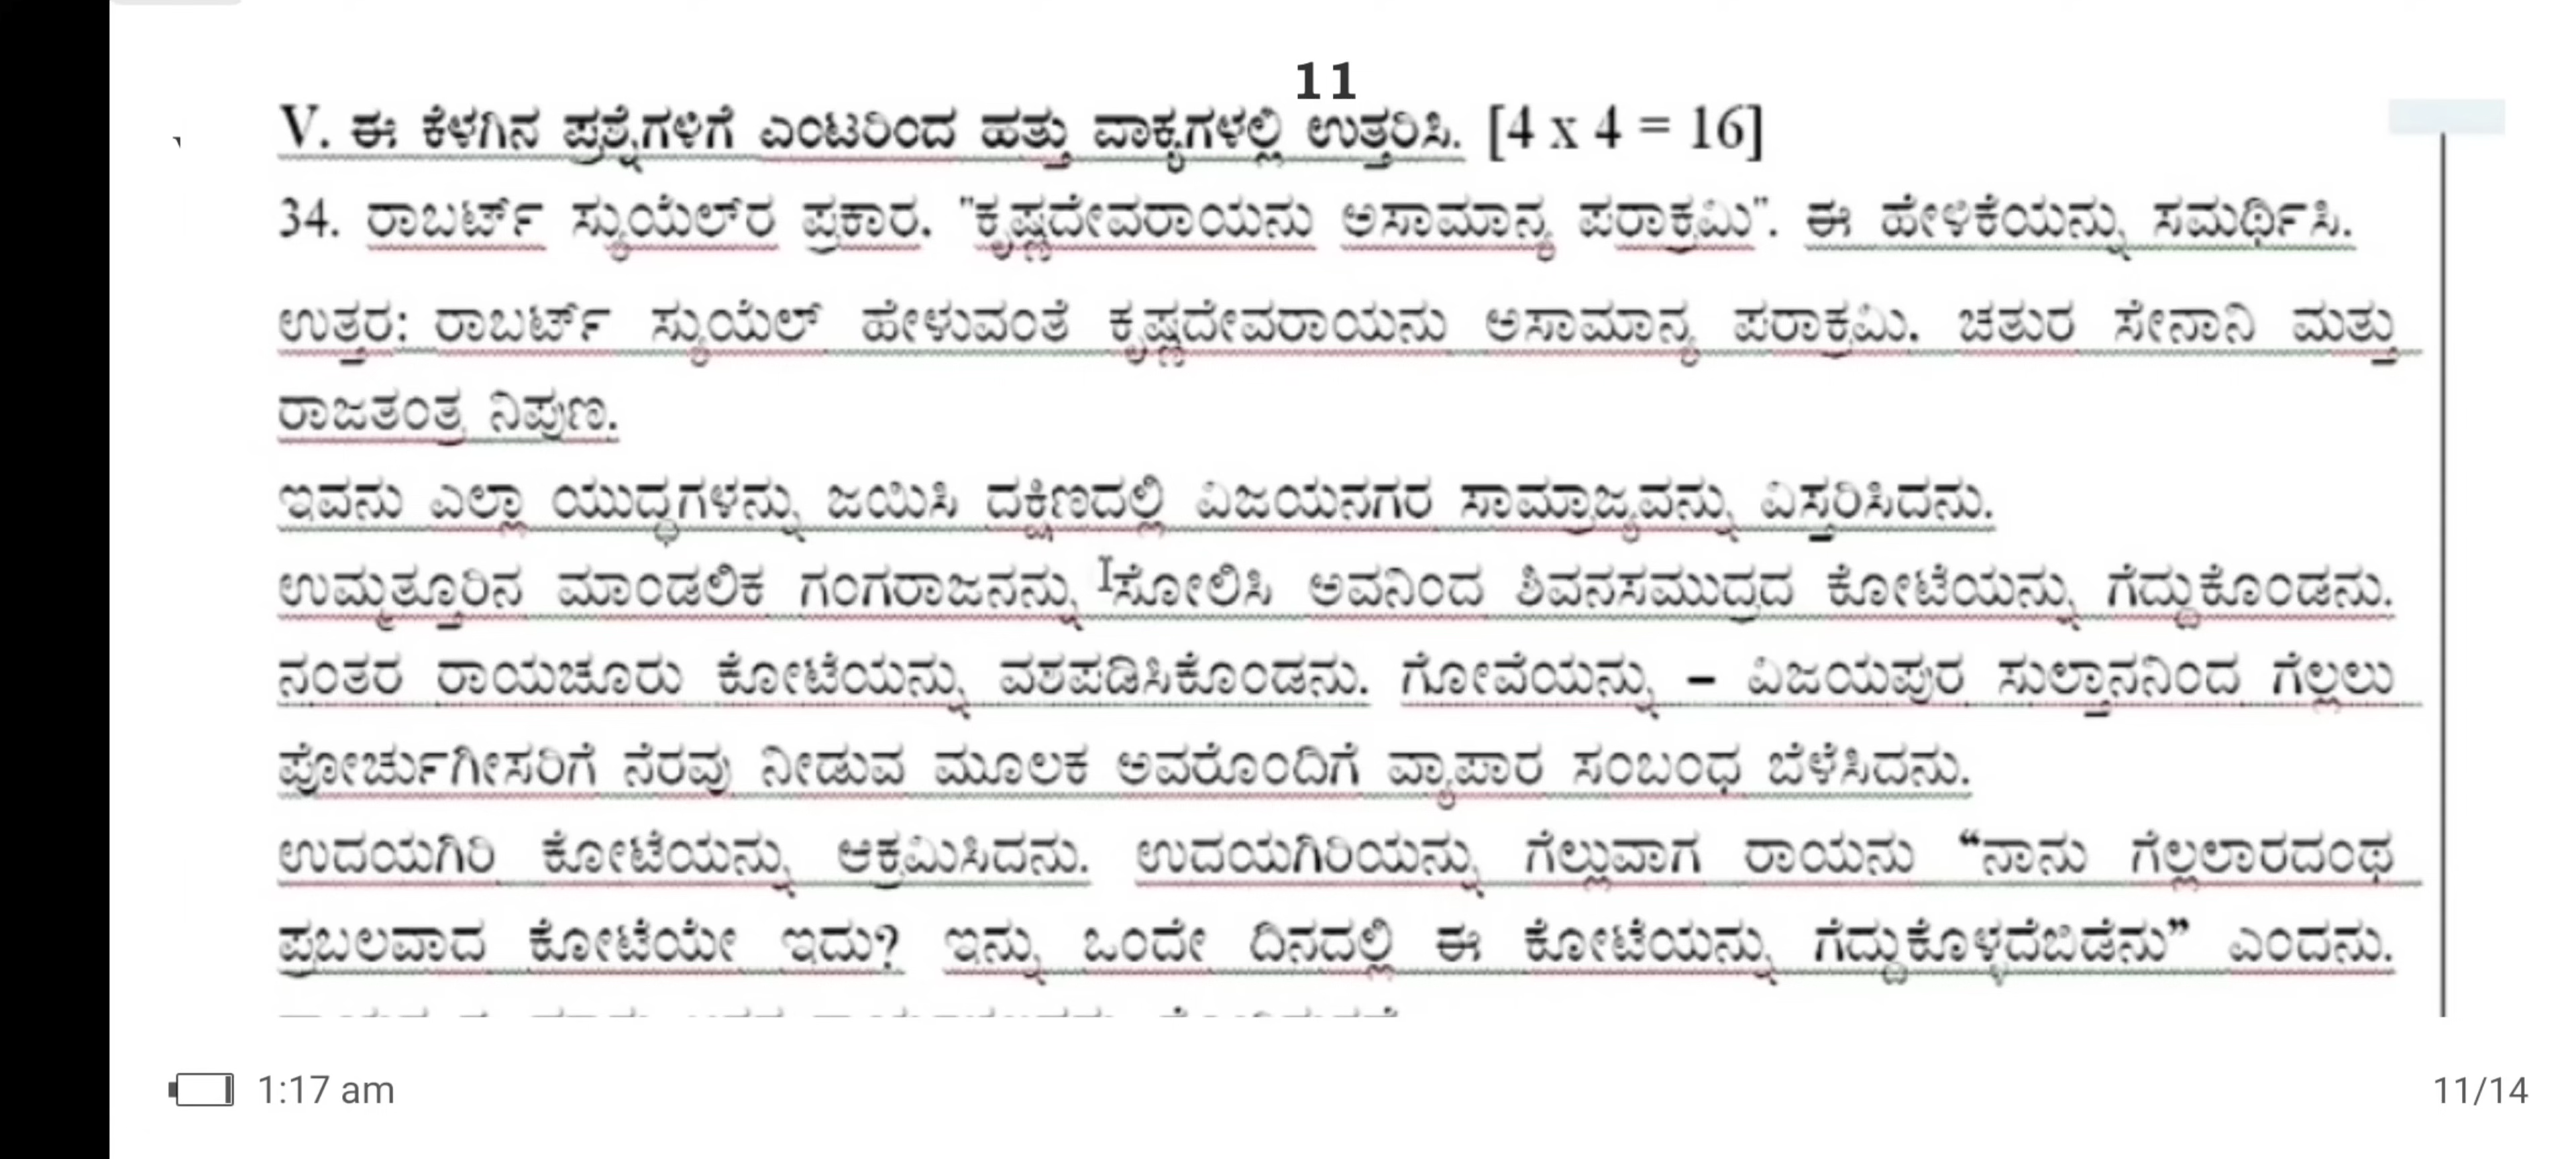 11
V. ಈ ಕೆಳಗಿನ ಪ್ರಶ್ನೆಗಳಿಗೆ ಎಂಟರಿಂದ ಹತ್ತು ವಾಕ್ಯಗಳಲ್ಲಿ ಉತ್ತರಿಸಿ. [4 x 4 = 16]
34. ರಾಬರ್ಟ್ ಸ್ಯುಯೆಲ್‌ರ ಪ್ರಕಾರ. "ಕೃಷ್ಣದೇವರಾಯನು ಅಸಾಮಾನ್ಯ ಪರಾಕ್ರಮಿ". ಈ ಹೇಳಿಕೆಯನ್ನು ಸಮರ್ಥಿಸಿ.
ಉತ್ತರ: ರಾಬರ್ಟ್ ಸ್ಯುಯೆಲ್ ಹೇಳುವಂತೆ ಕೃಷ್ಣದೇವರಾಯನು ಅಸಾಮಾನ್ಯ ಪರಾಕ್ರಮಿ. ಚತುರ ಸೇನಾನಿ ಮತ್ತು
ರಾಜತಂತ್ರ ನಿಪುಣ.
ಇವನು ಎಲ್ಲಾ ಯುದ್ಧಗಳನ್ನು ಜಯಿಸಿ ದಕ್ಷಿಣದಲ್ಲಿ ವಿಜಯನಗರ ಸಾಮ್ರಾಜ್ಯವನ್ನು ವಿಸ್ತರಿಸಿದನು.
ಉಮ್ಮತ್ತೂರಿನ ಮಾಂಡಲಿಕ ಗಂಗರಾಜನನ್ನು ಸೋಲಿಸಿ ಅವನಿಂದ ಶಿವನಸಮುದ್ರದ ಕೋಟೆಯನ್ನು ಗೆದ್ದುಕೊಂಡನು.
ನಂತರ ರಾಯಚೂರು ಕೋಟೆಯನ್ನು ವಶಪಡಿಸಿಕೊಂಡನು. ಗೋವೆಯನ್ನು – ವಿಜಯಪುರ ಸುಲ್ತಾನನಿಂದ ಗೆಲ್ಲಲು
ಪೋರ್ಚುಗೀಸರಿಗೆ ನೆರವು ನೀಡುವ ಮೂಲಕ ಅವರೊಂದಿಗೆ ವ್ಯಾಪಾರ ಸಂಬಂಧ ಬೆಳೆಸಿದನು.
ಉದಯಗಿರಿ ಕೋಟೆಯನ್ನು ಆಕ್ರಮಿಸಿದನು. ಉದಯಗಿರಿಯನ್ನು ಗೆಲ್ಲುವಾಗ ರಾಯನು “ನಾನು ಗೆಲ್ಲಲಾರದಂಥ
ಪ್ರಬಲವಾದ ಕೋಟೆಯೇ ಇದು? ಇನ್ನು ಒಂದೇ ದಿನದಲ್ಲಿ ಈ ಕೋಟೆಯನ್ನು ಗೆದ್ದುಕೊಳ್ಳದೆಬಿಡೆನು” ಎಂದನು.
1:17 am
11/14